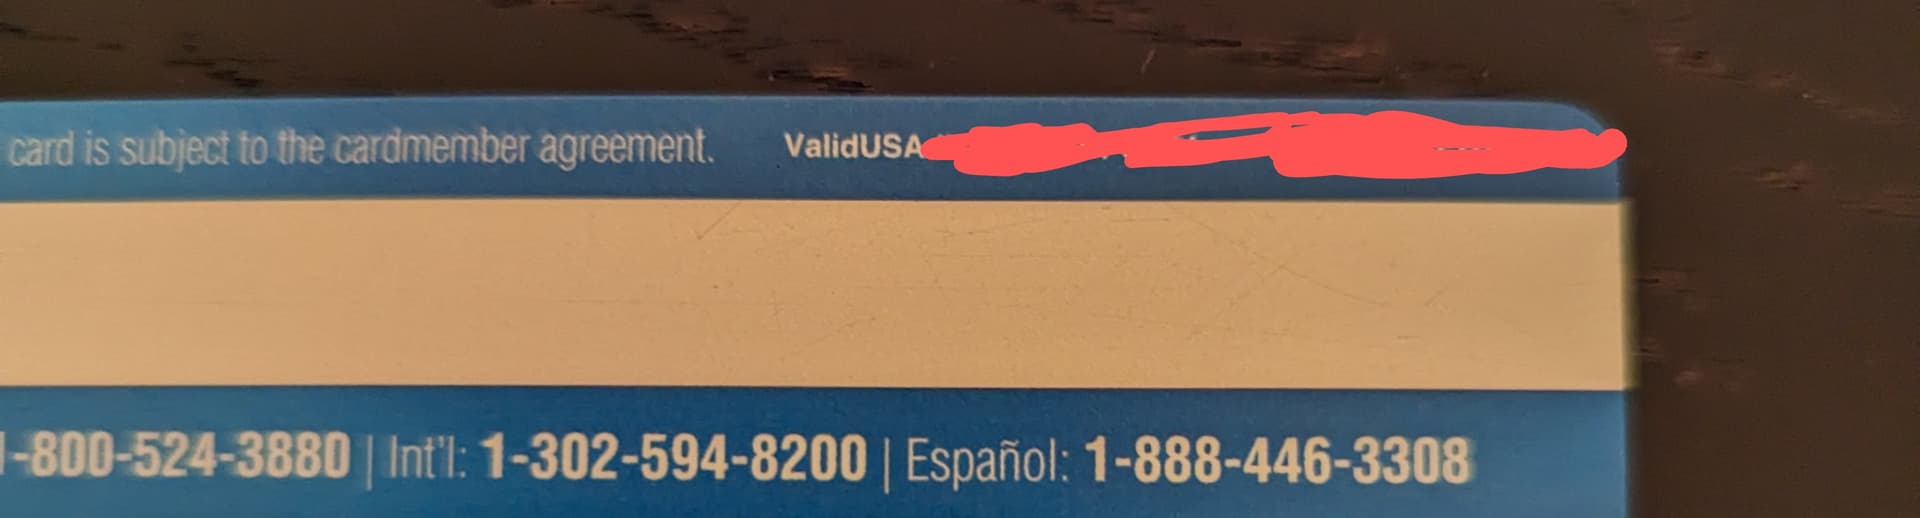 card is subject to the cardmember agreement. ValidUSA
1-800-524-3880 | Int'l: 1-302-594-8200 | Español: 1-888-446-3308